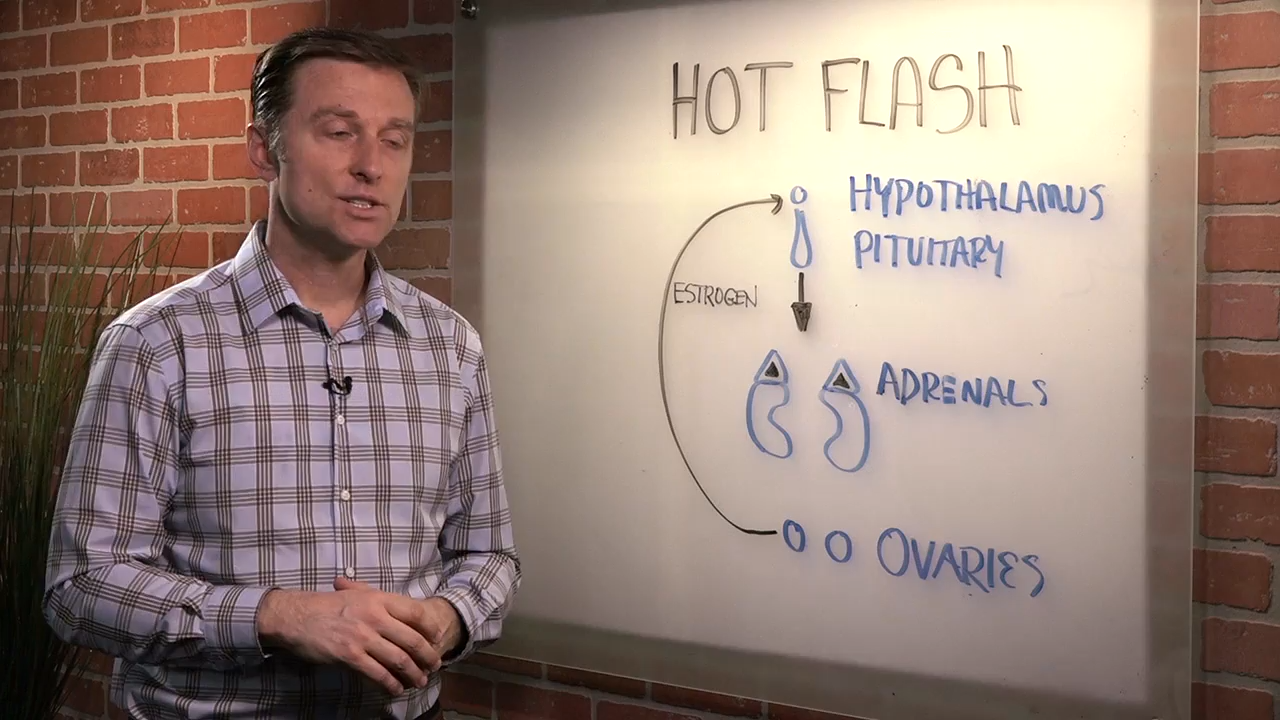 HOT FLASH
HYPOTHALAMUS
PITUITARY
ESTROGEN
ADRENALS
OVARIES